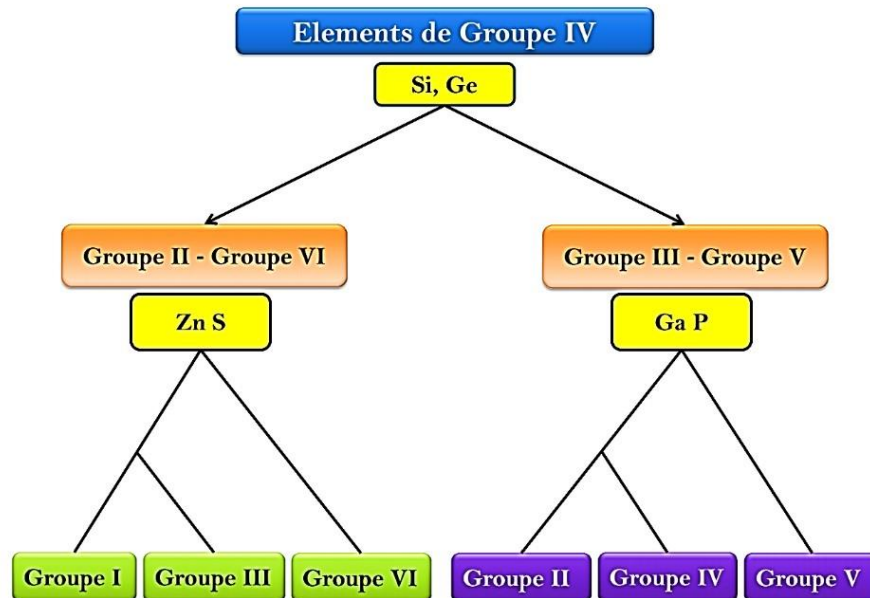 Elements de Groupe IV
Si, Ge
Groupe II - Groupe VI
Groupe III - Groupe V
Zn S
Ga P
Groupe I
Groupe III
Groupe VI
Groupe II
Groupe IV
Groupe V